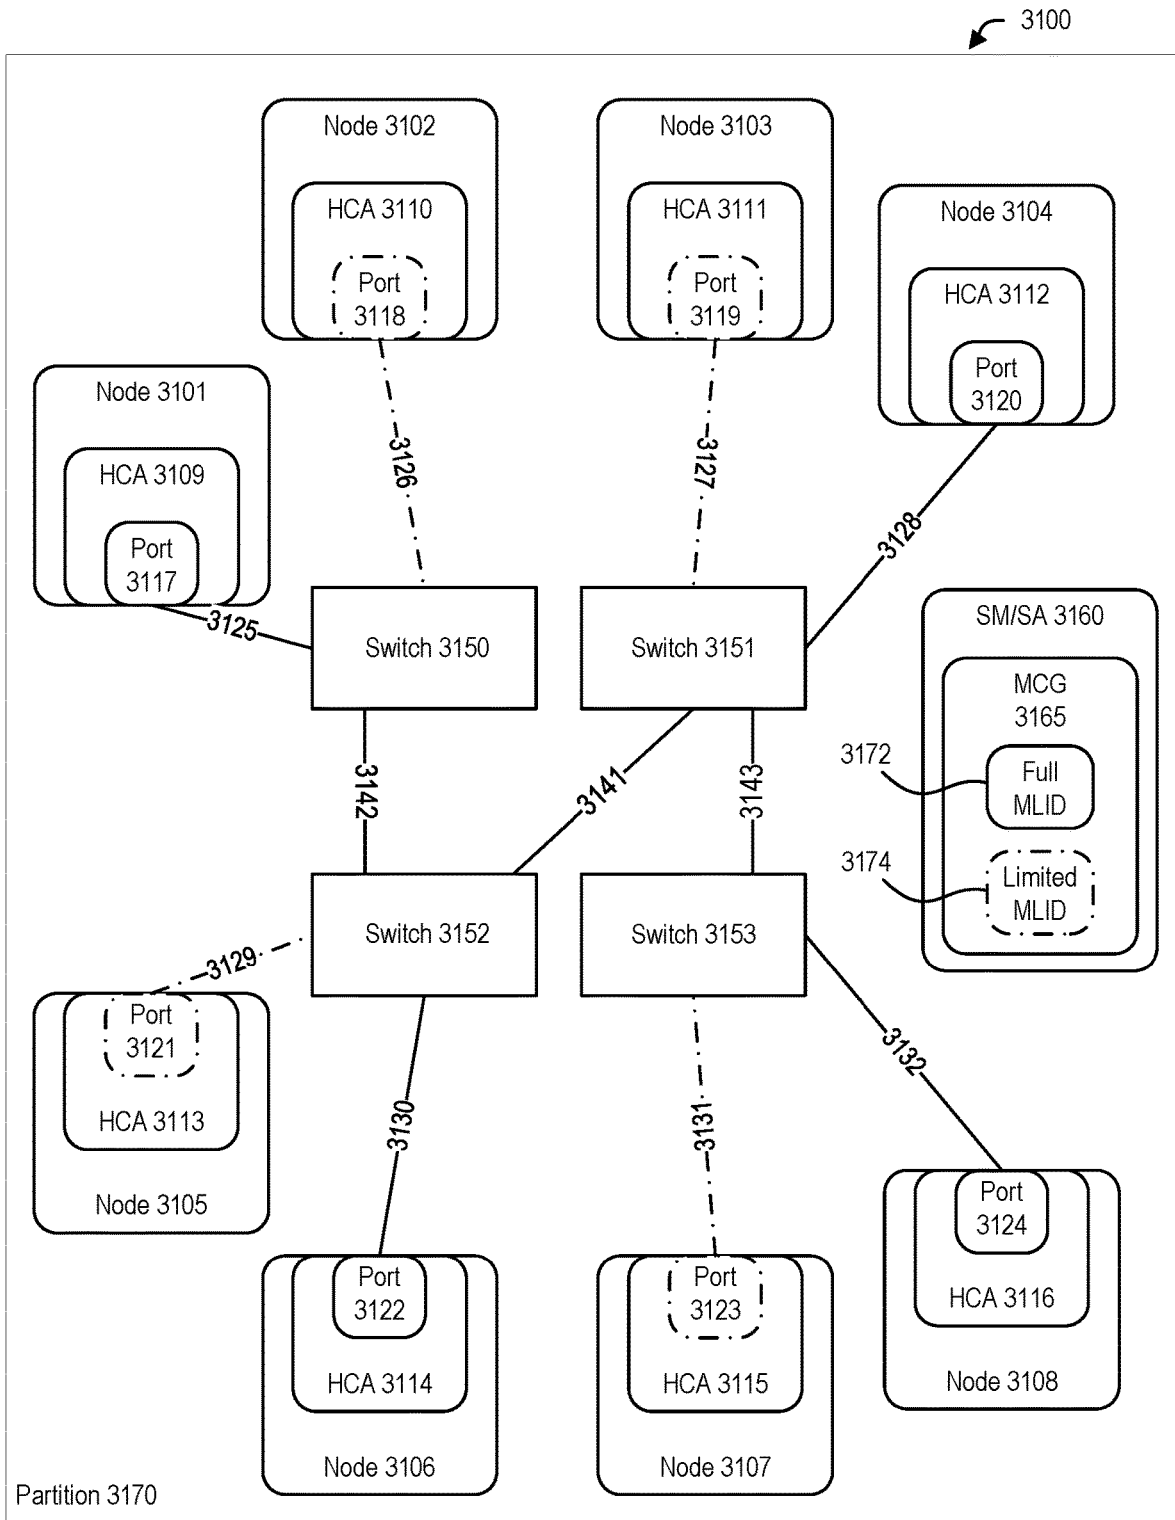 3100
Node 3102
HCA 3110
Port
3118
Node 3103
HCA 3111
Port
3119
Node 3104
HCA 3112
Port
3120
Node 3101
HCA 3109
Port
3117
3126
3127
3128
3125
Switch 3150
Switch 3151
SM/SA 3160
MCG
3165
3172
Full
MLID
3174
Limited
MLID
3142
3141
3143
Switch 3152
Switch 3153
3129
3130
3131
3132
Port
3121
HCA 3113
Node 3105
Port
3122
HCA 3114
Node 3106
Port
3123
HCA 3115
Node 3107
Port
3124
HCA 3116
Node 3108
Partition 3170